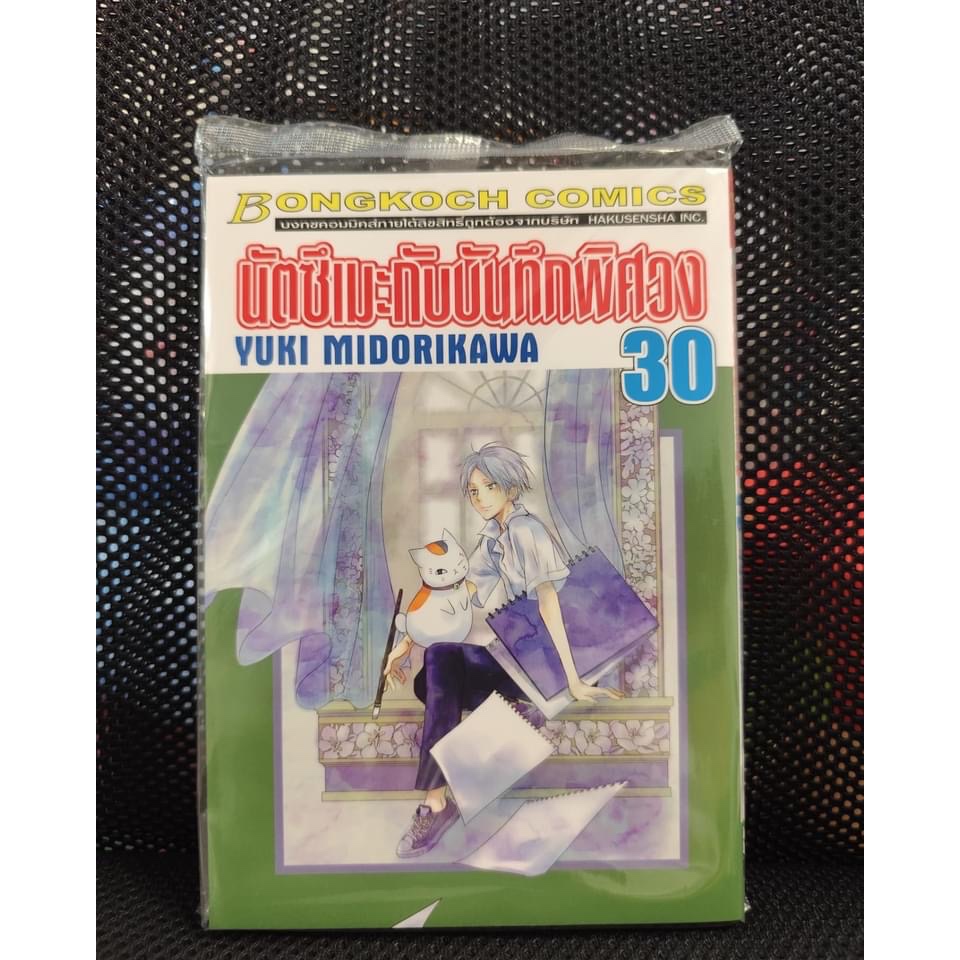 BONGKOCH COMICS
บงกชคอมมิคส์ภายใต้ลิขสิทธิ์ถูกต้องจากบริษัท HAKUSENSHA INC.
นัตซึเมะกับบันทึกพิศวง
YUKI MIDORIKAWA
30